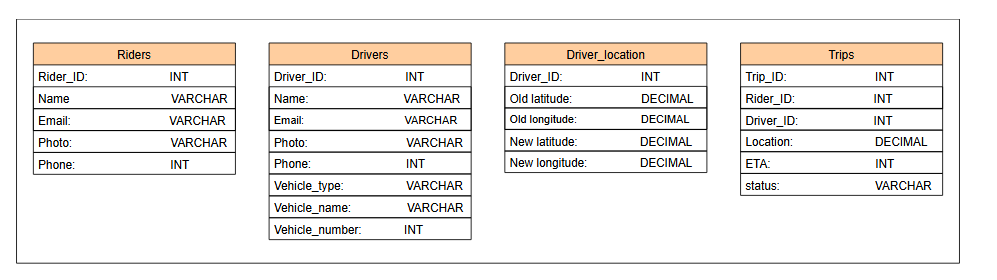 Riders
Rider_ID: INT
Name VARCHAR
Email: VARCHAR
Photo: VARCHAR
Phone: INT
Drivers
Driver_ID: INT
Name: VARCHAR
Email: VARCHAR
Photo: VARCHAR
Phone: INT
Vehicle_type: VARCHAR
Vehicle_name: VARCHAR
Vehicle_number: INT
Driver_location
Driver_ID: INT
Old latitude: DECIMAL
Old longitude: DECIMAL
New latitude: DECIMAL
New longitude: DECIMAL
Trips
Trip_ID: INT
Rider_ID: INT
Driver_ID: INT
Location: DECIMAL
ETA: INT
status: VARCHAR